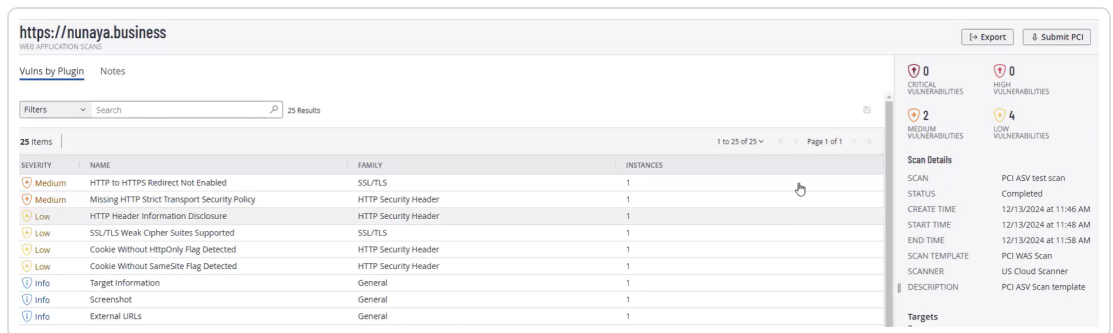 https://nunaya.business
WEB APPLICATION SCANS
Export
Submit PCI
Vulns by Plugin Notes
Filters Search 25 Results
25 Items 1 to 25 of 25 Page 1 of 1
SEVERITY NAME FAMILY INSTANCES
Medium HTTP to HTTPS Redirect Not Enabled SSL/TLS 1
Medium Missing HTTP Strict Transport Security Policy HTTP Security Header 1
Low HTTP Header Information Disclosure HTTP Security Header 1
Low SSL/TLS Weak Cipher Suites Supported SSL/TLS 1
Low Cookie Without HttpOnly Flag Detected HTTP Security Header 1
Low Cookie Without SameSite Flag Detected HTTP Security Header 1
Info Target Information General 1
Info Screenshot General 1
Info External URLs General 1
0 CRITICAL VULNERABILITIES
0 HIGH VULNERABILITIES
2 MEDIUM VULNERABILITIES
4 LOW VULNERABILITIES
Scan Details
SCAN PCI ASV test scan
STATUS Completed
CREATE TIME 12/13/2024 at 11:46 AM
START TIME 12/13/2024 at 11:48 AM
END TIME 12/13/2024 at 11:58 AM
SCAN TEMPLATE PCI WAS Scan
SCANNER US Cloud Scanner
DESCRIPTION PCI ASV Scan template
Targets